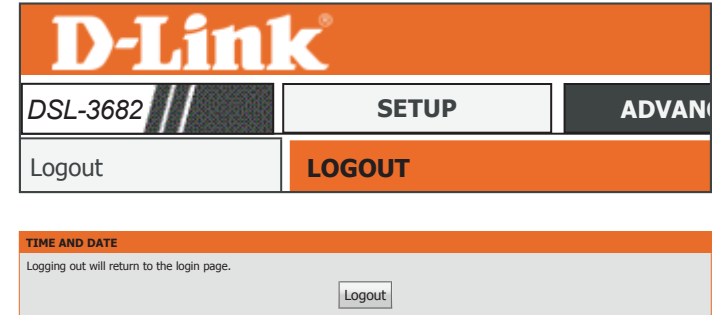 D-Link
DSL-3682 SETUP ADVAN
Logout LOGOUT
TIME AND DATE
Logging out will return to the login page.
Logout